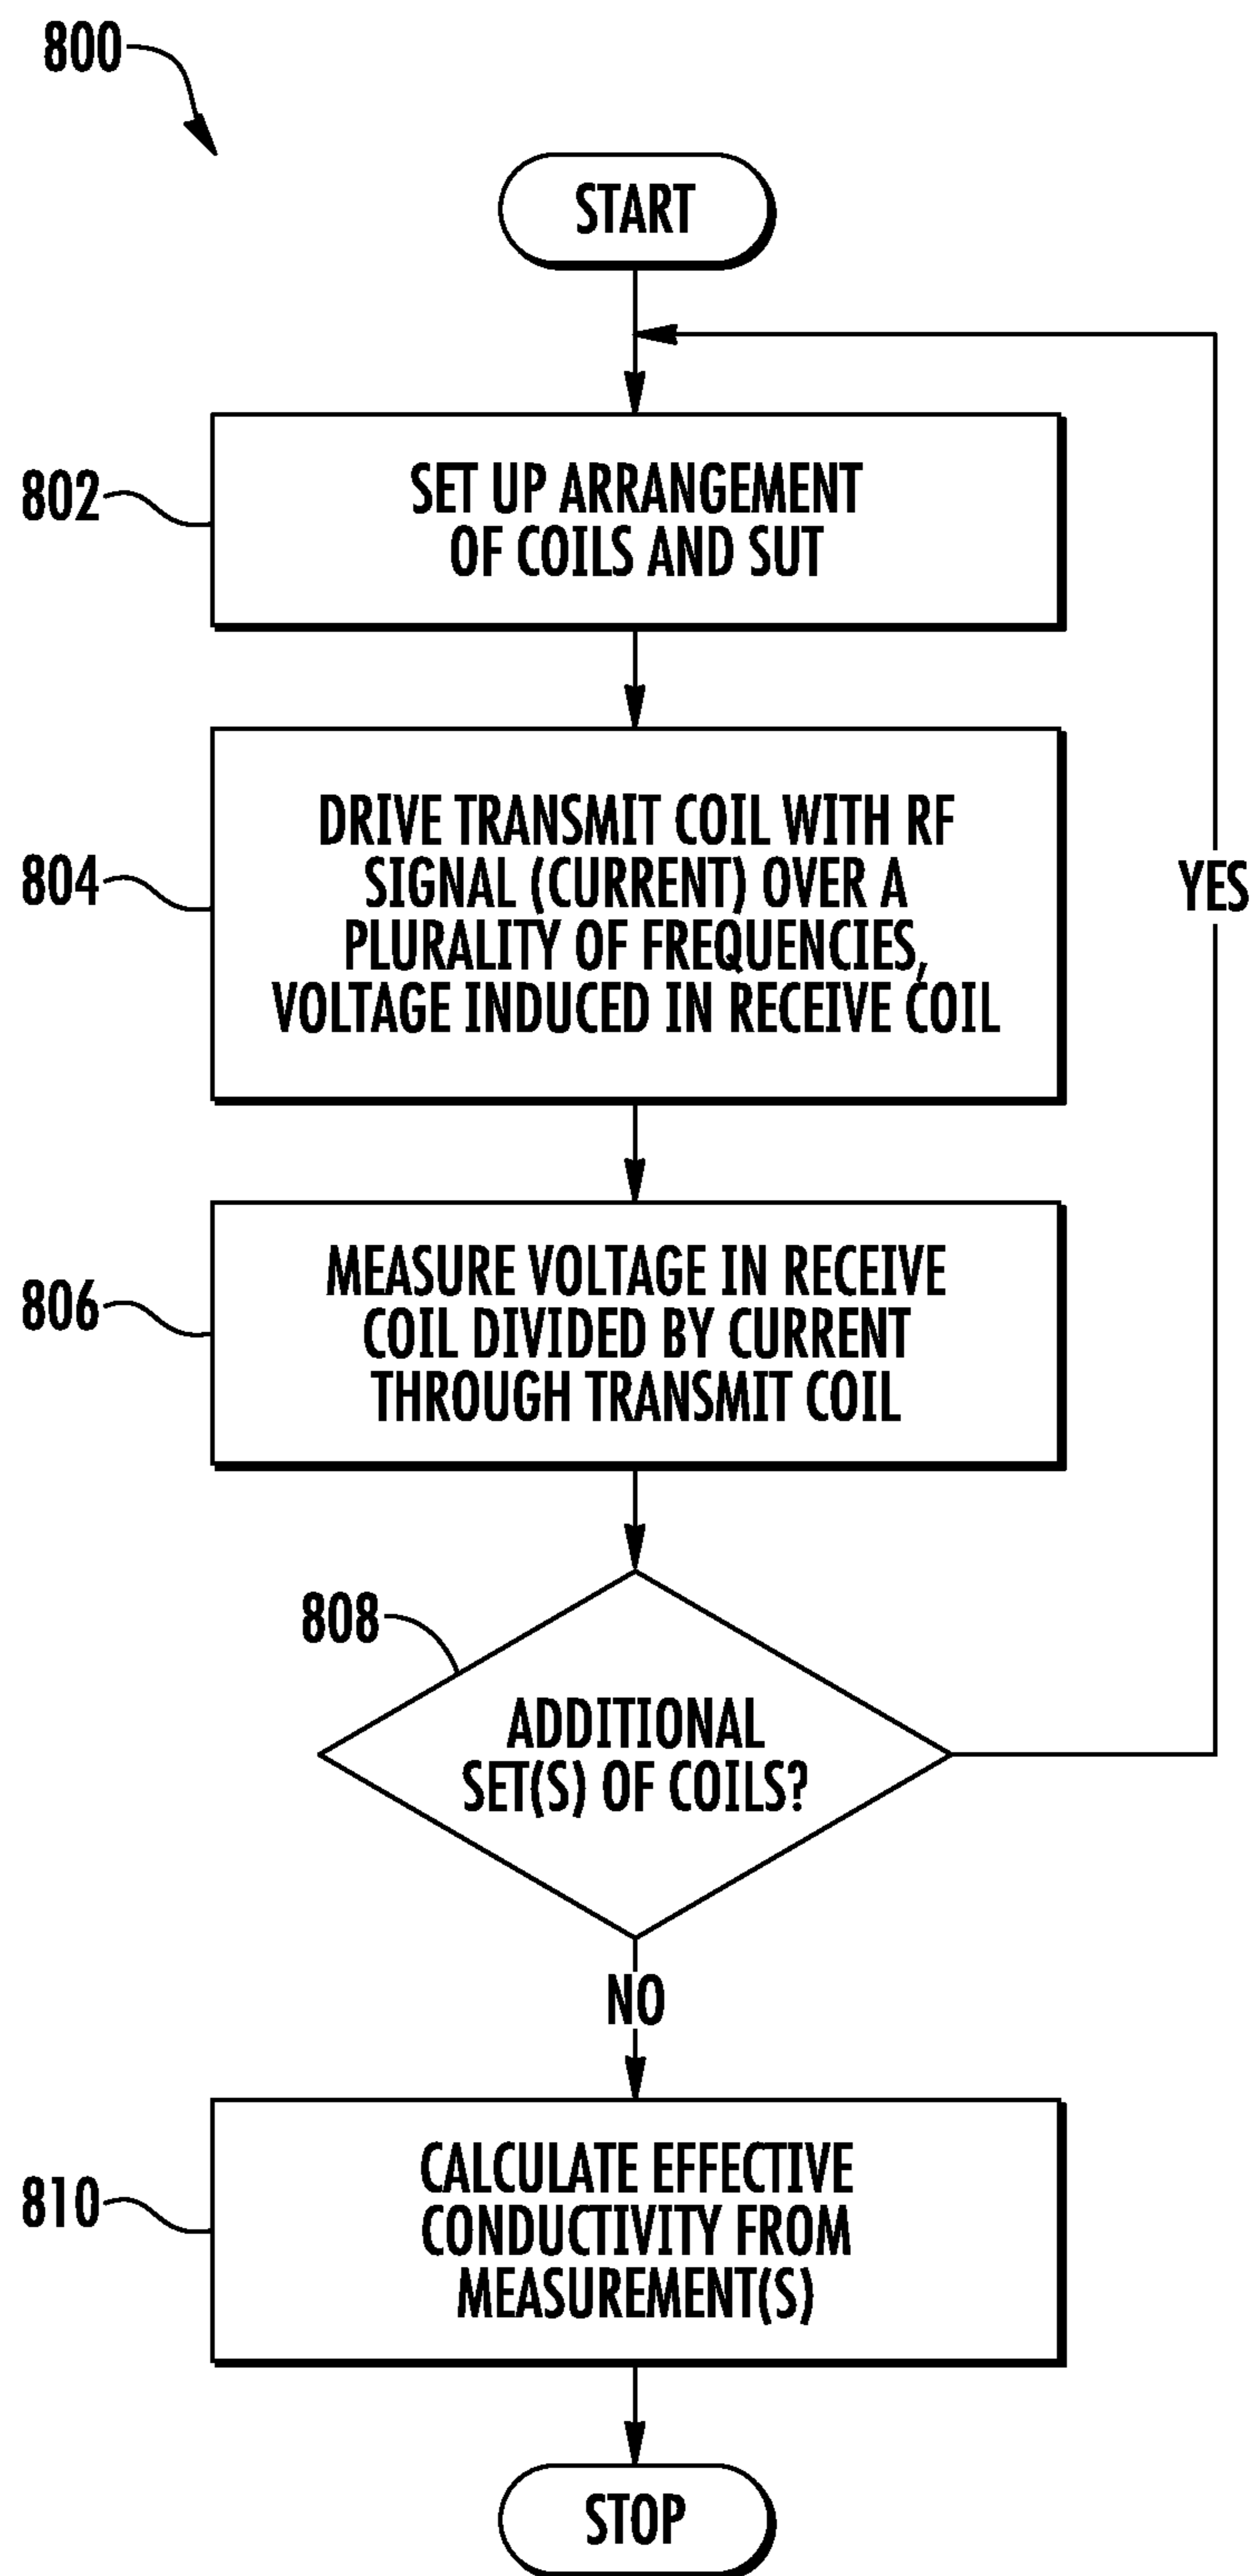 800
START
802
SET UP ARRANGEMENT
OF COILS AND SUT
804
DRIVE TRANSMIT COIL WITH RF
SIGNAL (CURRENT) OVER A
PLURALITY OF FREQUENCIES,
VOLTAGE INDUCED IN RECEIVE COIL
YES
806
MEASURE VOLTAGE IN RECEIVE
COIL DIVIDED BY CURRENT
THROUGH TRANSMIT COIL
808
ADDITIONAL
SET(S) OF COILS?
NO
810
CALCULATE EFFECTIVE
CONDUCTIVITY FROM
MEASUREMENT(S)
STOP